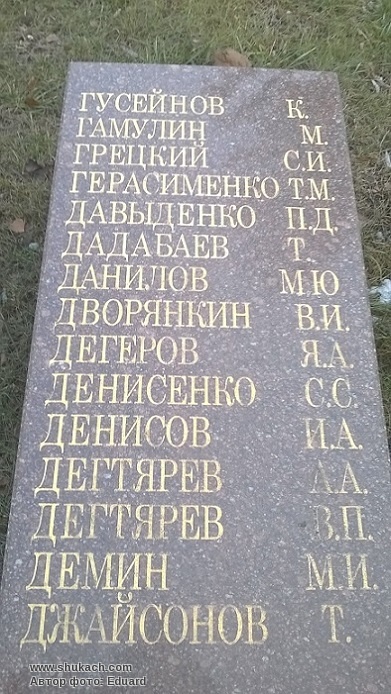 ГУСЕЙНОВ К.
ГАМУЛИН М.
ГРЕЦКИЙ С.И.
ГЕРАСИМЕНКО Т.М.
ДАВЫДЕНКО П.Д.
ДАДАБАЕВ Т.
ДАНИЛОВ М Ю
ДВОРЯНКИН В.И.
ДЕГЕРОВ Я.А.
ДЕНИСЕНКО С.С.
ДЕНИСОВ И.А.
ДЕГТЯРЕВ А.А.
ДЕГТЯРЕВ В.П.
ДЕМИН М.И.
ДЖАЙСОНОВ Т.
www.shukach.com
Автор фото: Eduard